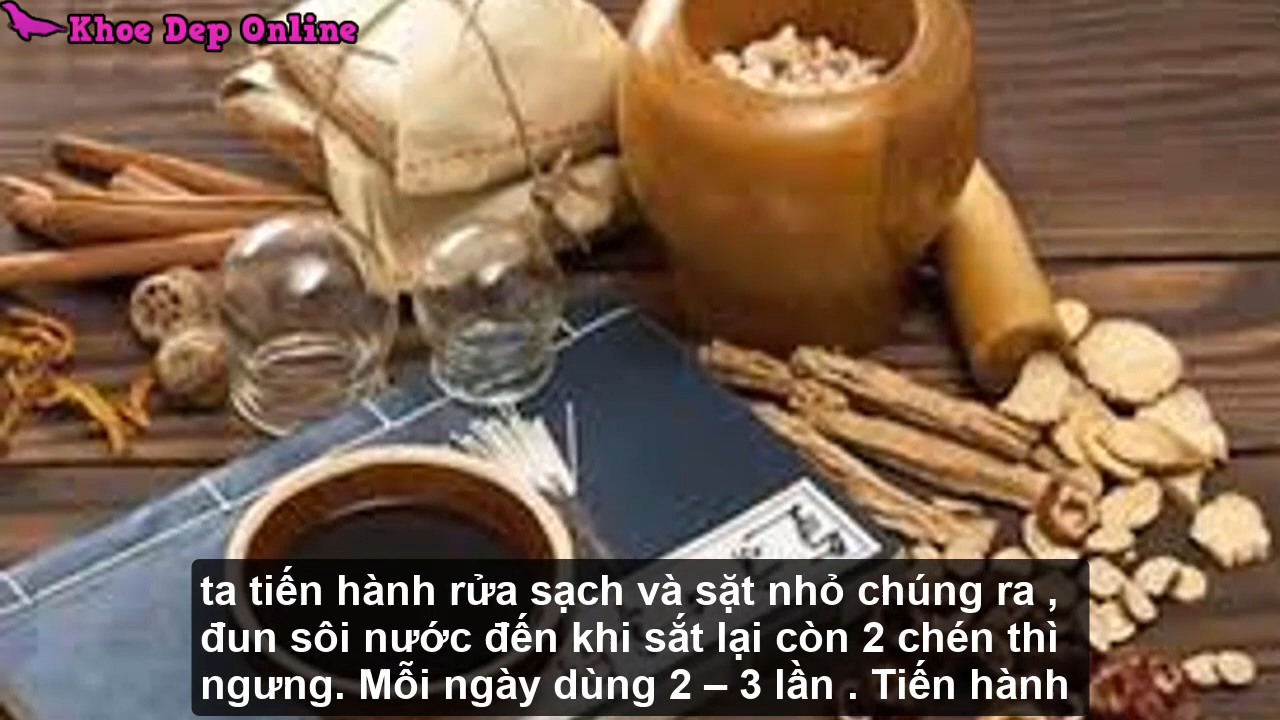 Khoe Dep Online
ta tiến hành rửa sạch và sặt nhỏ chúng ra ,
đun sôi nước đến khi sắt lại còn 2 chén thì
ngưng. Mỗi ngày dùng 2 – 3 lần . Tiến hành